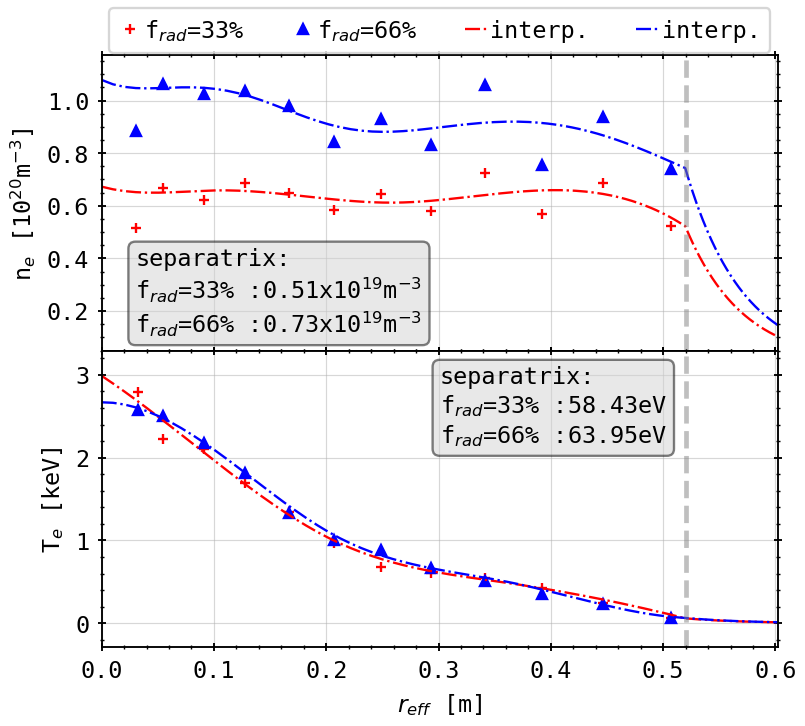 f_rad=33% f_rad=66% interp. interp.
n_e [10^20 m^-3]
1.0
0.8
0.6
0.4
0.2
separatrix:
f_rad=33% :0.51x10^19 m^-3
f_rad=66% :0.73x10^19 m^-3
T_e [keV]
3
2
1
0
separatrix:
f_rad=33% :58.43eV
f_rad=66% :63.95eV
0.0 0.1 0.2 0.3 0.4 0.5 0.6
r_eff [m]